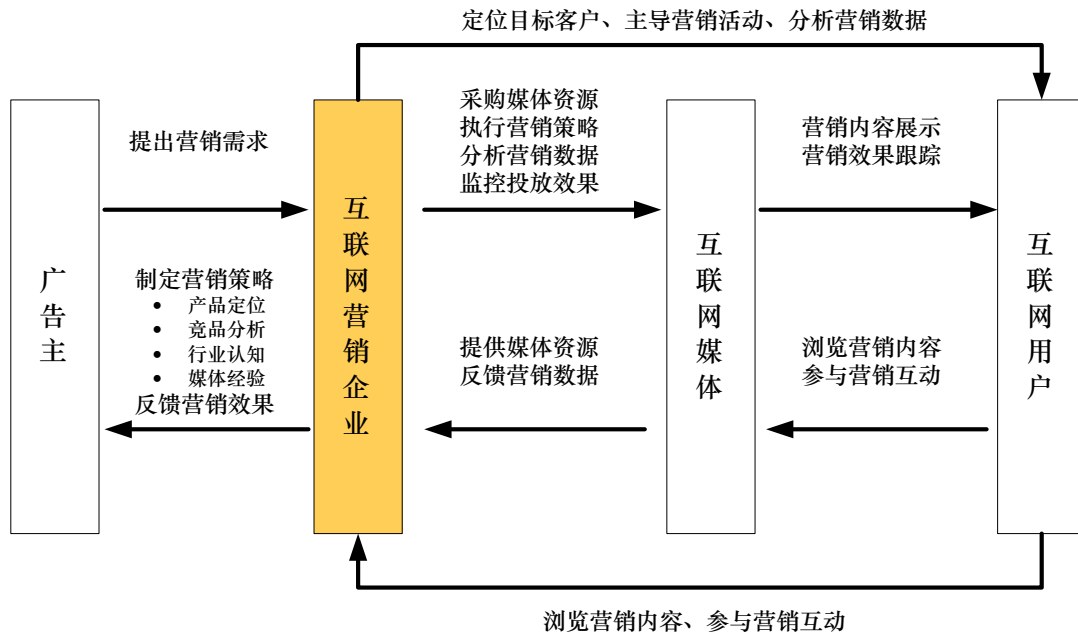 定位目标客户、主导营销活动、分析营销数据
广告主
提出营销需求
制定营销策略
• 产品定位
• 竞品分析
• 行业认知
• 媒体经验
反馈营销效果
互联网营销企业
采购媒体资源
执行营销策略
分析营销数据
监控投放效果
提供媒体资源
反馈营销数据
互联网媒体
营销内容展示
营销效果跟踪
浏览营销内容
参与营销互动
互联网用户
浏览营销内容、参与营销互动